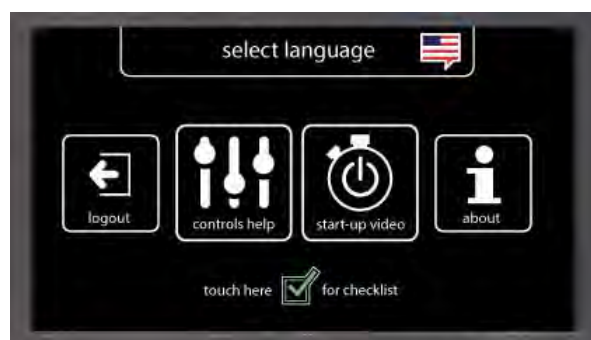 select language
logout
controls help
start-up video
about
touch here for checklist